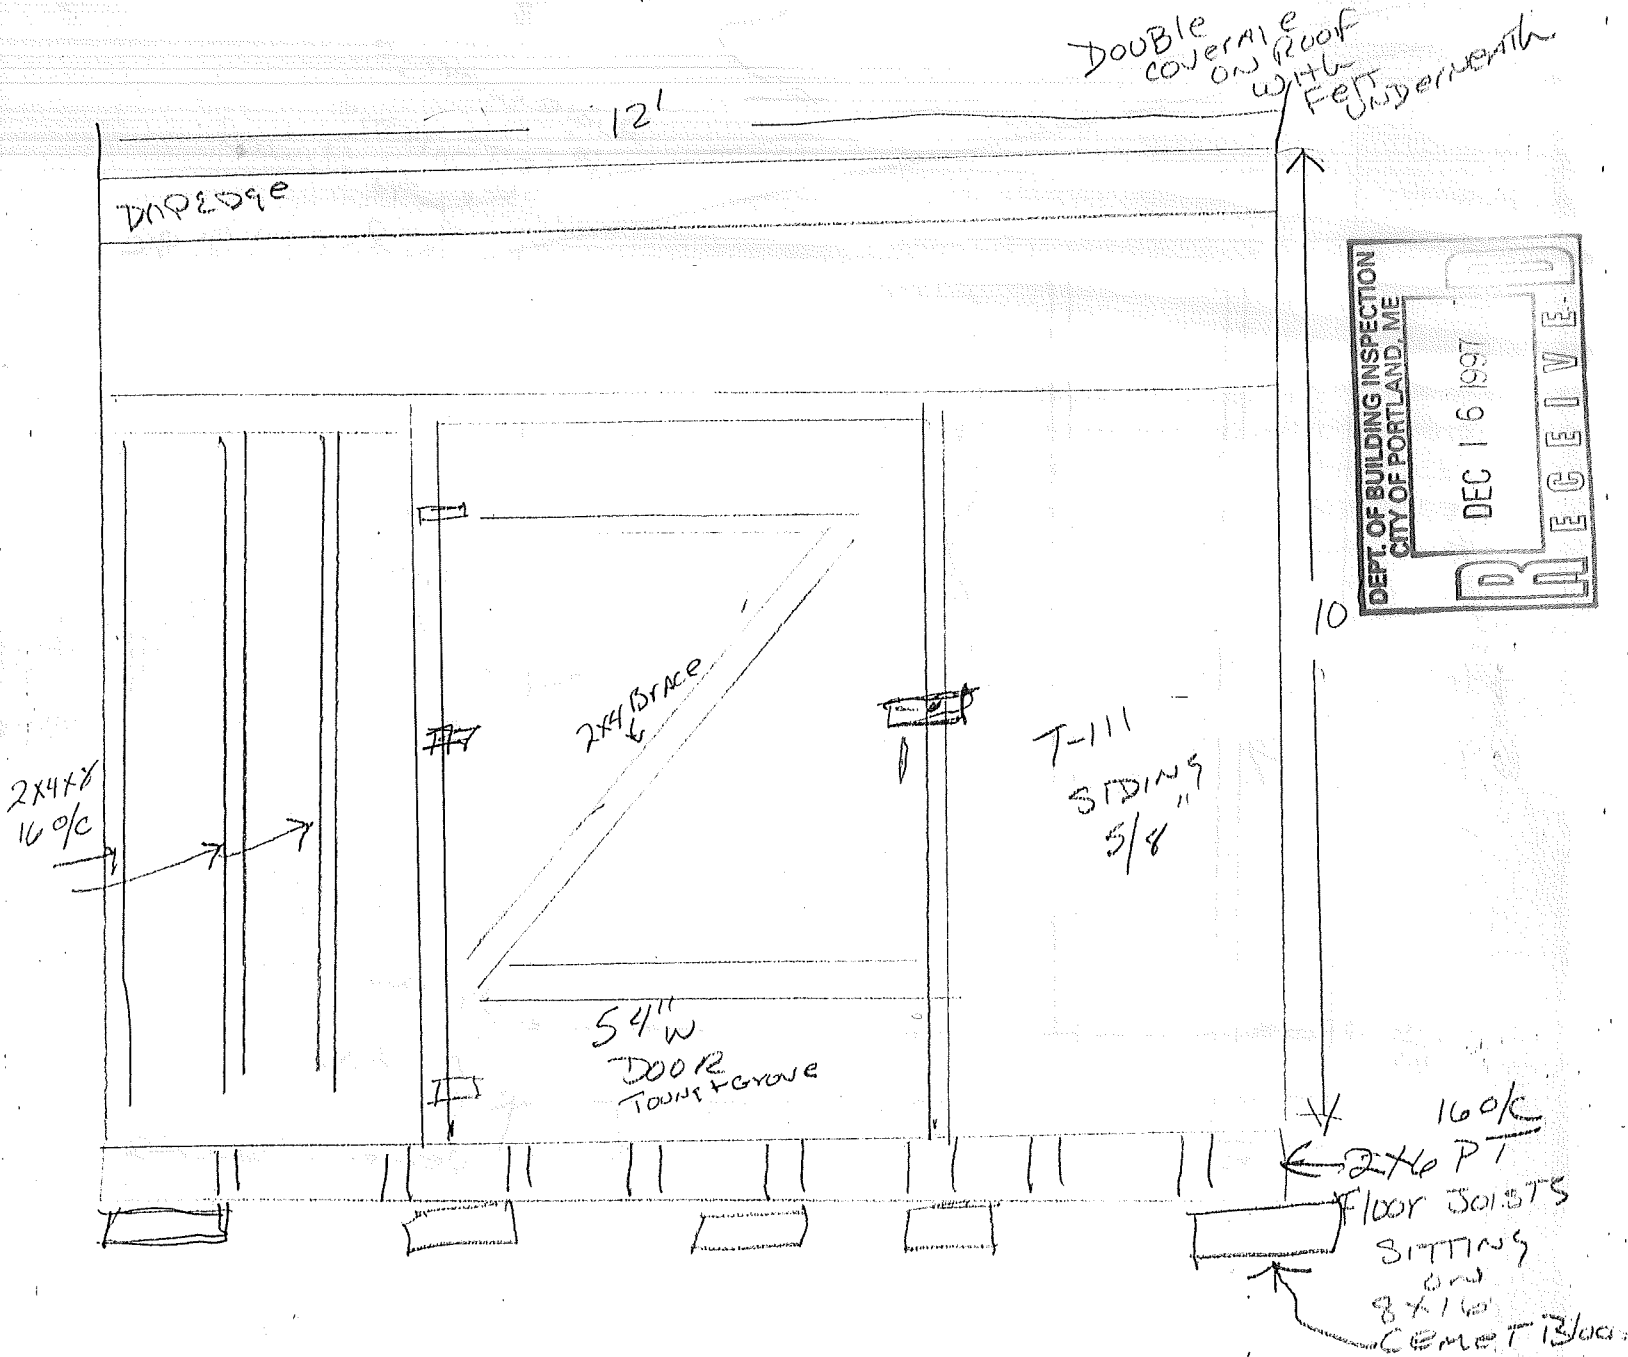 DOUBLE
COVERAIE
ON ROOF
WITH
FELT
UNDERNEATH
12'
DRIPEDGE
DEPT. OF BUILDING INSPECTION
CITY OF PORTLAND, ME
DEC 16 1997
RECEIVED
10
2x4 Brace
T-111
SIDING
5/8"
2x4x8
16 O/C
54"W
DOOR
TOUNG+GROVE
16 O/C
2x6 PT
Floor JOISTS
SITTING
ON
8x16
CEMET